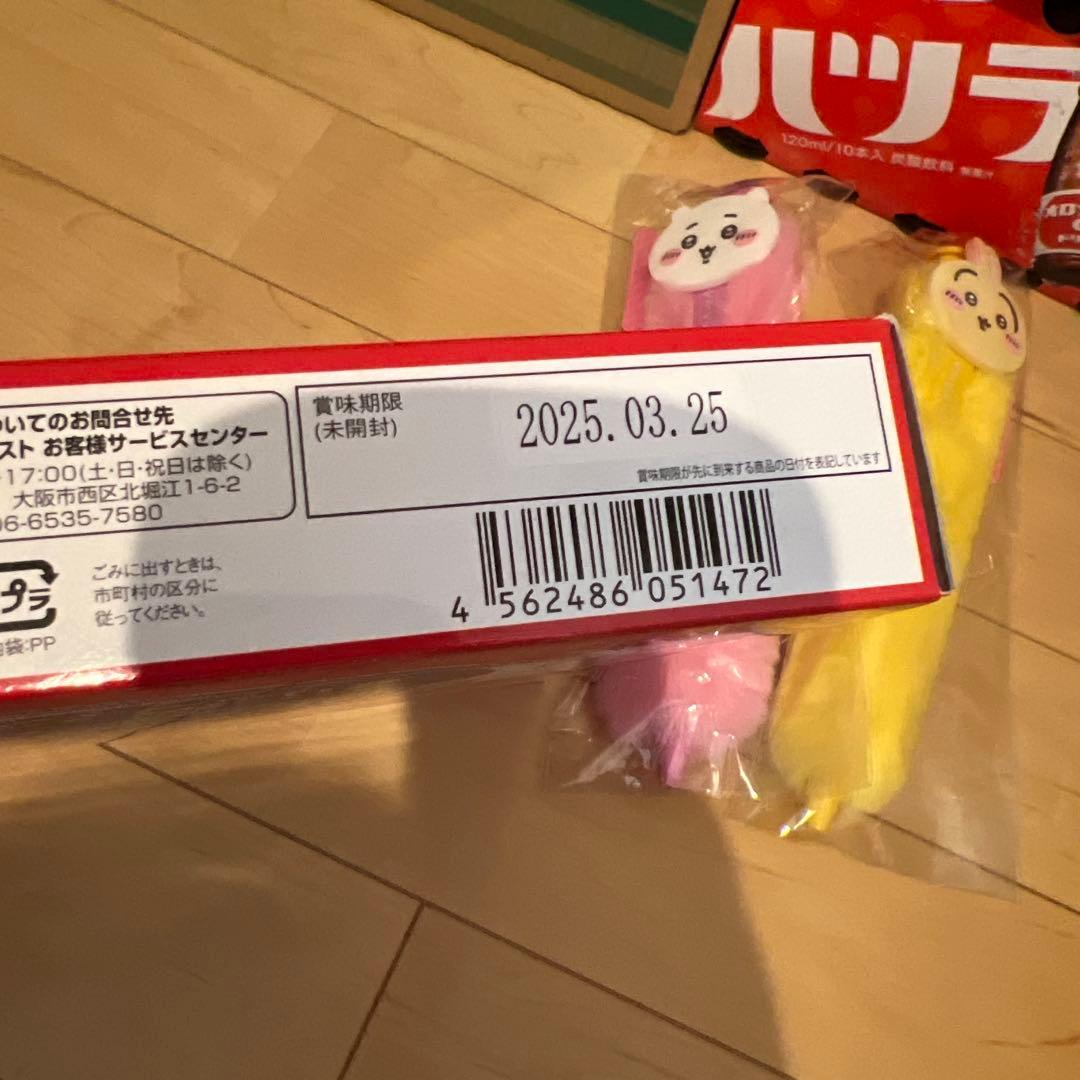 ハツラ
120ml/10本入 炭酸飲料 無果汁
いてのお問合せ先
スト お客様サービスセンター
17:00(土・日・祝日は除く)
大阪市西区北堀江1-6-2
06-6535-7580
賞味期限
(未開封)
2025.03.25
賞味期限が先に到来する商品の日付を表記しています
プラ
袋:PP
ごみに出すときは、
市町村の区分に
従ってください。
4 562486 051472